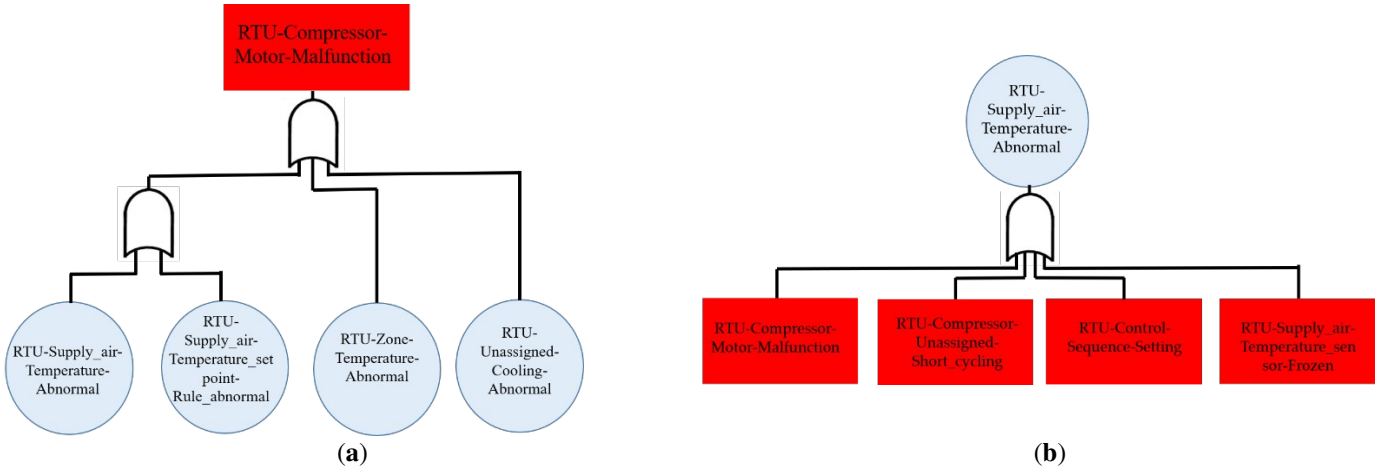 RTU-Compressor-
Motor-Malfunction
RTU-Supply_air-
Temperature-
Abnormal
RTU-
Supply_air-
Temperature_set
point-
Rule_abnormal
RTU-Zone-
Temperature-
Abnormal
RTU-
Unassigned-
Cooling-
Abnormal
(a)
RTU-
Supply_air-
Temperature-
Abnormal
RTU-Compressor-
Motor-Malfunction
RTU-Compressor-
Unassigned-
Short_cycling
RTU-Control-
Sequence-Setting
RTU-Supply_air-
Temperature_sen
sor-Frozen
(b)